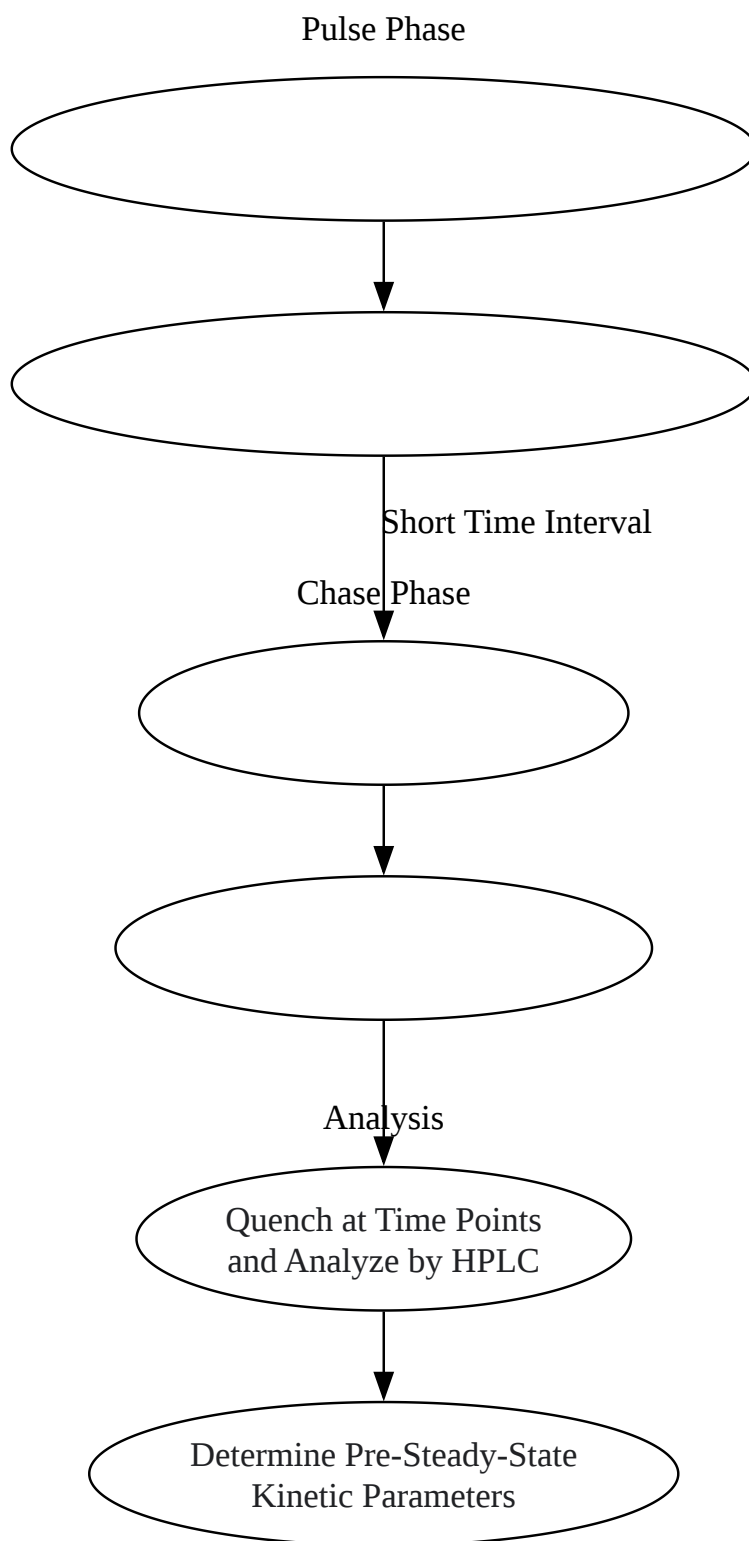 Pulse Phase
Short Time Interval
Chase Phase
Analysis
Quench at Time Points
and Analyze by HPLC
Determine Pre-Steady-State
Kinetic Parameters